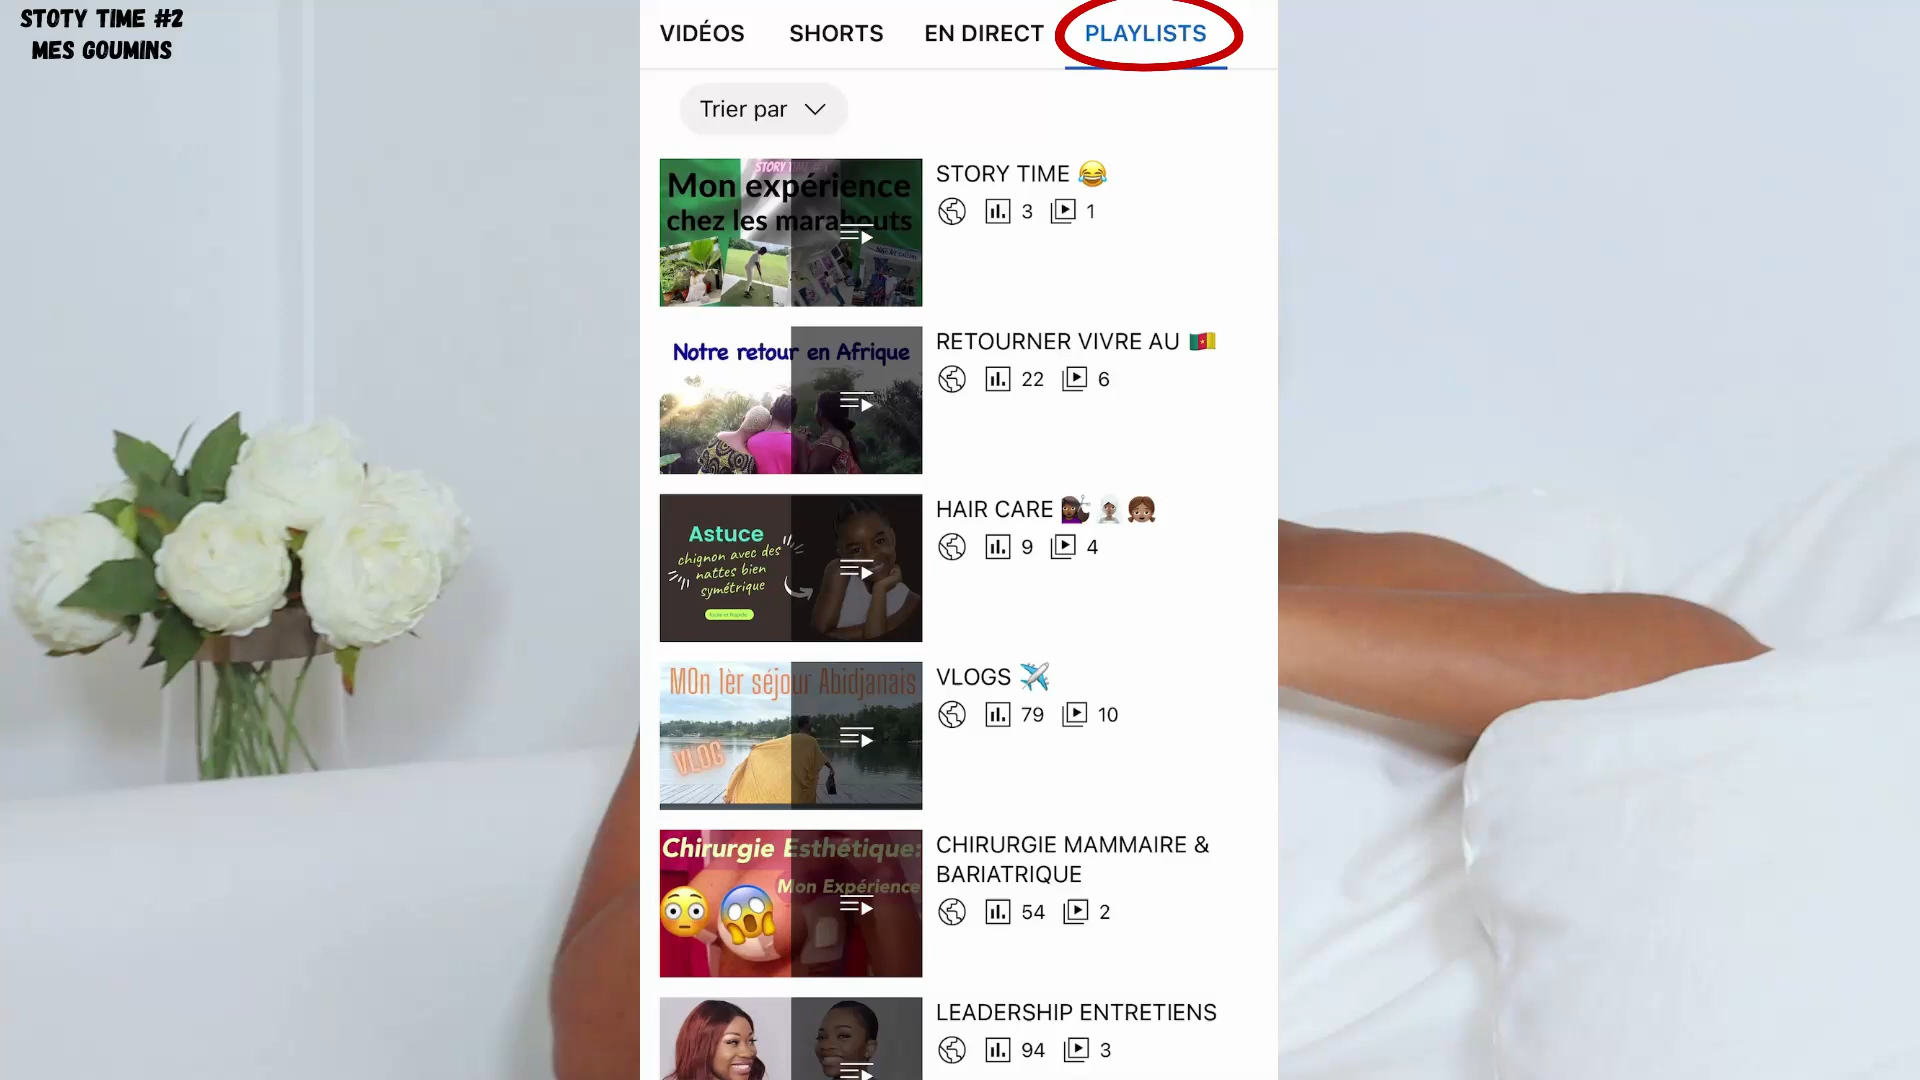 STOTY TIME #2
MES GOUMINS
VIDÉOS
SHORTS
EN DIRECT
PLAYLISTS
Trier par
STORY TIME #1
Mon expérience
chez les marabouts
STORY TIME 😂
3
1
Notre retour en Afrique
RETOURNER VIVRE AU 🇨🇲
22
6
Astuce
chignon avec des
nattes bien
symétrique
HAIR CARE
9
4
MOn 1èr séjour Abidjanais
VLOG
VLOGS ✈️
79
10
Chirurgie Esthétique:
Mon Expérience
CHIRURGIE MAMMAIRE &
BARIATRIQUE
54
2
LEADERSHIP ENTRETIENS
94
3